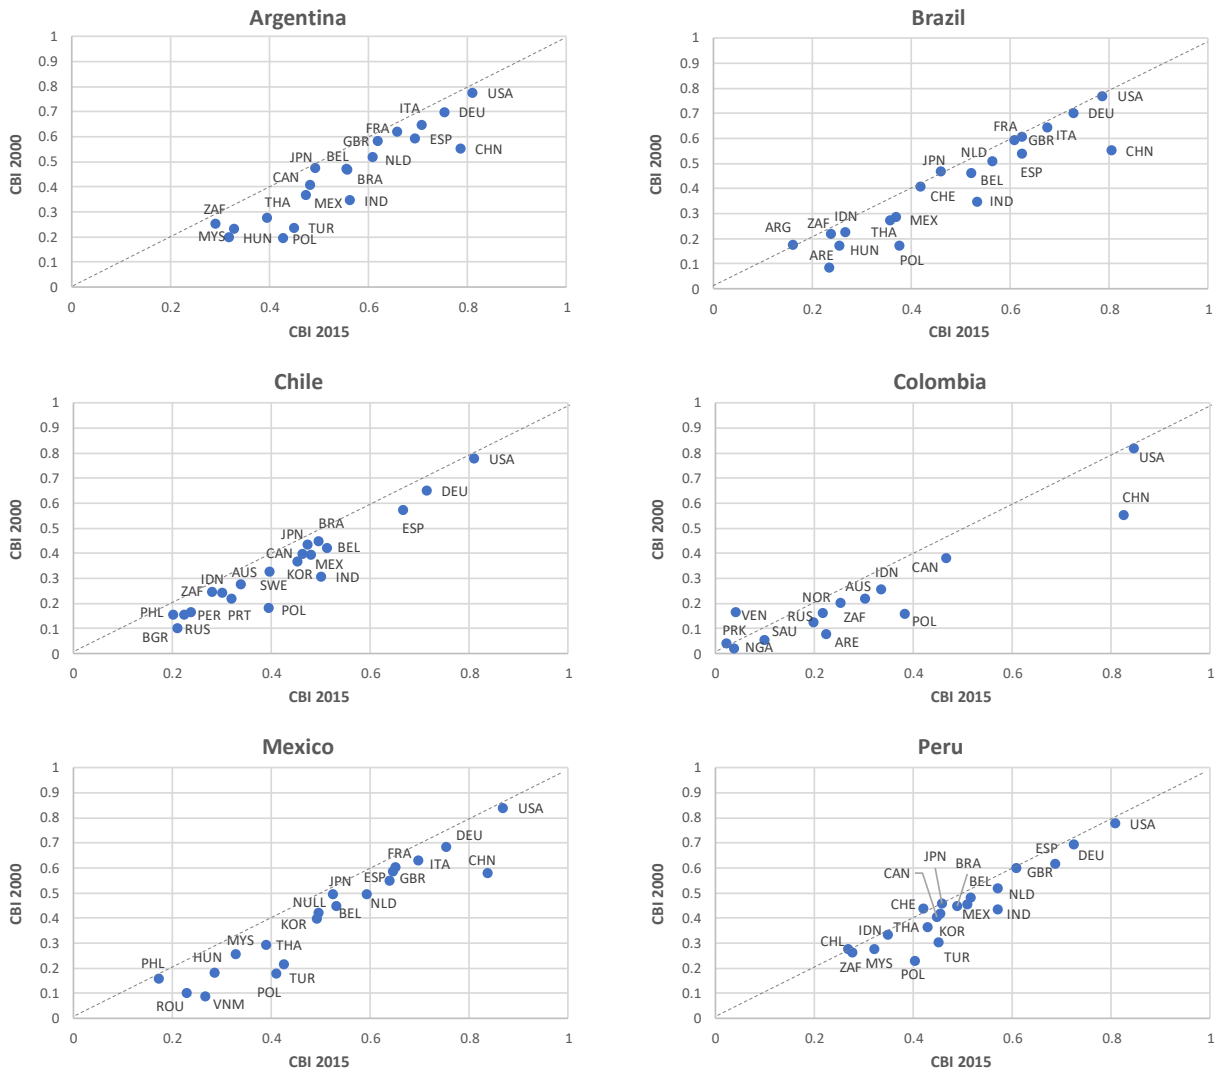 Argentina
1
0.9
0.8
0.7
0.6
0.5
0.4
0.3
0.2
0.1
0
CBI 2000
USA
ITA
DEU
FRA
GBR
ESP
CHN
JPN
BEL
NLD
CAN
BRA
THA
MEX
IND
ZAF
MYS
HUN
POL
TUR
0
0.2
0.4
0.6
0.8
1
CBI 2015
Brazil
1
0.9
0.8
0.7
0.6
0.5
0.4
0.3
0.2
0.1
0
CBI 2000
USA
DEU
FRA
ITA
GBR
CHN
NLD
JPN
ESP
BEL
CHE
IND
IDN
MEX
ARG
ZAF
THA
ARE
HUN
POL
0
0.2
0.4
0.6
0.8
1
CBI 2015
Chile
1
0.9
0.8
0.7
0.6
0.5
0.4
0.3
0.2
0.1
0
CBI 2000
USA
DEU
BRA
ESP
JPN
CAN
BEL
MEX
AUS
KOR
IND
IDN
SWE
ZAF
PHL
PER
PRT
POL
BGR
RUS
0
0.2
0.4
0.6
0.8
1
CBI 2015
Colombia
1
0.9
0.8
0.7
0.6
0.5
0.4
0.3
0.2
0.1
0
CBI 2000
USA
CHN
CAN
IDN
AUS
NOR
VEN
RUS
ZAF
POL
PRK
SAU
NGA
ARE
0
0.2
0.4
0.6
0.8
1
CBI 2015
Mexico
1
0.9
0.8
0.7
0.6
0.5
0.4
0.3
0.2
0.1
0
CBI 2000
USA
DEU
FRA
ITA
CHN
JPN
ESP
GBR
NULL
NLD
KOR
BEL
MYS
THA
PHL
HUN
TUR
POL
ROU
VNM
0
0.2
0.4
0.6
0.8
1
CBI 2015
Peru
1
0.9
0.8
0.7
0.6
0.5
0.4
0.3
0.2
0.1
0
CBI 2000
USA
JPN
BRA
ESP
DEU
CAN
BEL
GBR
CHE
NLD
MEX
IND
IDN
THA
KOR
CHL
TUR
ZAF
MYS
POL
0
0.2
0.4
0.6
0.8
1
CBI 2015